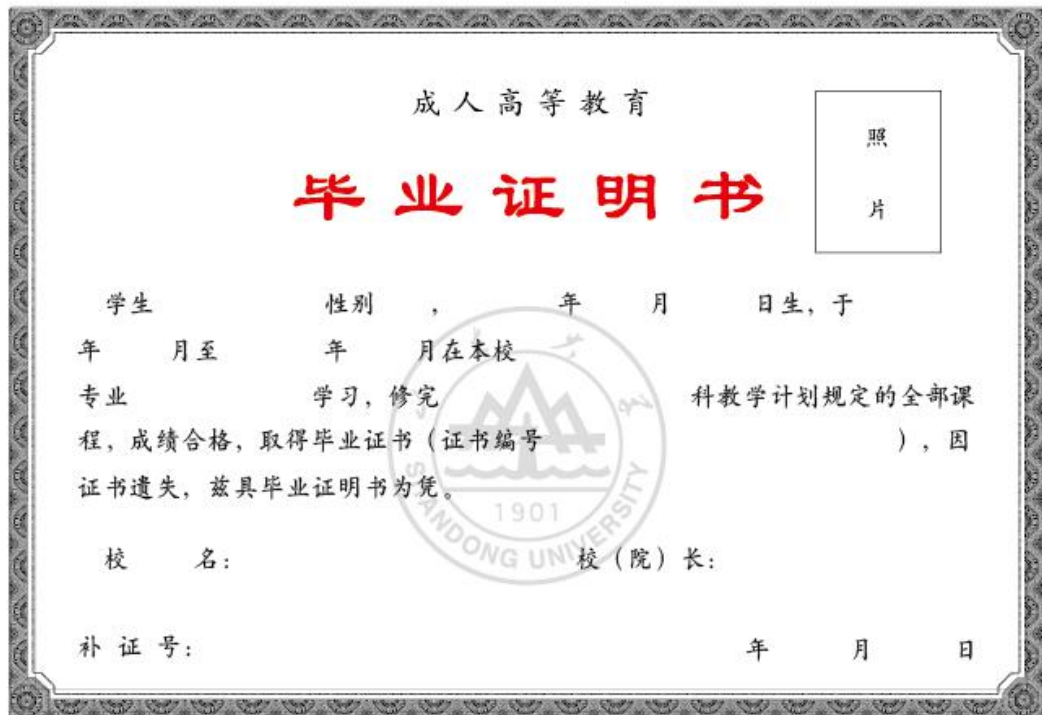 成人高等教育
照
片
毕业证明书
学生 性别 , 年 月 日生, 于
年 月至 年 月在本校
专业 学习, 修完 科教学计划规定的全部课
程, 成绩合格, 取得毕业证书 (证书编号 ), 因
证书遗失, 兹具毕业证明书为凭。
1901
SHANDONG UNIVERSITY
校 名: 校 (院) 长:
补 证 号: 年 月 日